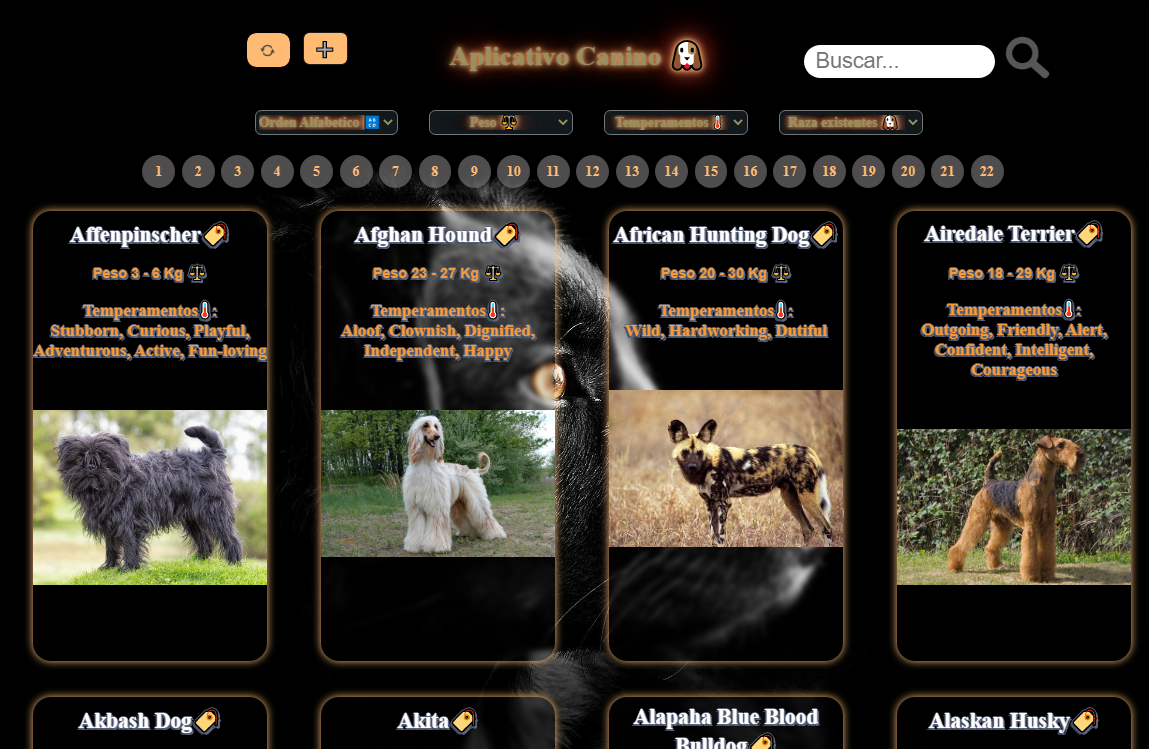 Aplicativo Canino
Buscar...
Orden Alfabetico
Peso
Temperamentos
Raza existentes
1 2 3 4 5 6 7 8 9 10 11 12 13 14 15 16 17 18 19 20 21 22
Affenpinscher
Peso 3 - 6 Kg
Temperamentos :
Stubborn, Curious, Playful,
Adventurous, Active, Fun-loving
Afghan Hound
Peso 23 - 27 Kg
Temperamentos :
Aloof, Clownish, Dignified,
Independent, Happy
African Hunting Dog
Peso 20 - 30 Kg
Temperamentos :
Wild, Hardworking, Dutiful
Airedale Terrier
Peso 18 - 29 Kg
Temperamentos :
Outgoing, Friendly, Alert,
Confident, Intelligent,
Courageous
Akbash Dog
Akita
Alapaha Blue Blood
Bulldog
Alaskan Husky